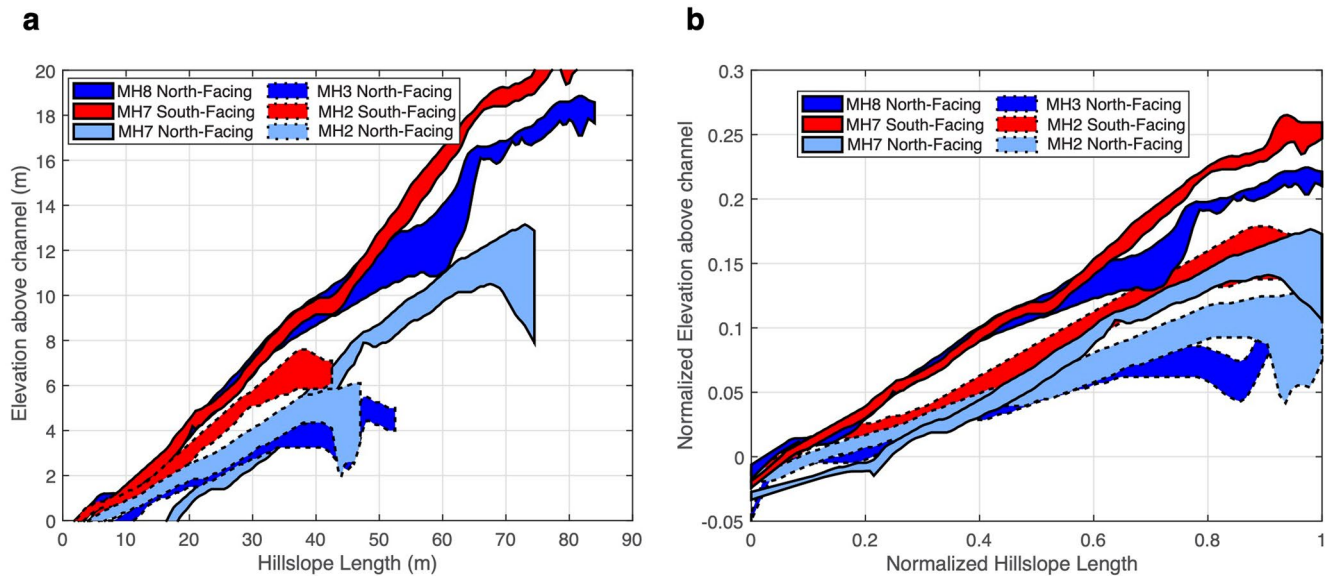 a
Elevation above channel (m)
20
18
16
14
12
10
8
6
4
2
0
MH8 North-Facing
MH7 South-Facing
MH7 North-Facing
MH3 North-Facing
MH2 South-Facing
MH2 North-Facing
0 10 20 30 40 50 60 70 80 90
Hillslope Length (m)
b
Normalized Elevation above channel
0.3
0.25
0.2
0.15
0.1
0.05
0
-0.05
MH8 North-Facing
MH7 South-Facing
MH7 North-Facing
MH3 North-Facing
MH2 South-Facing
MH2 North-Facing
0 0.2 0.4 0.6 0.8 1
Normalized Hillslope Length